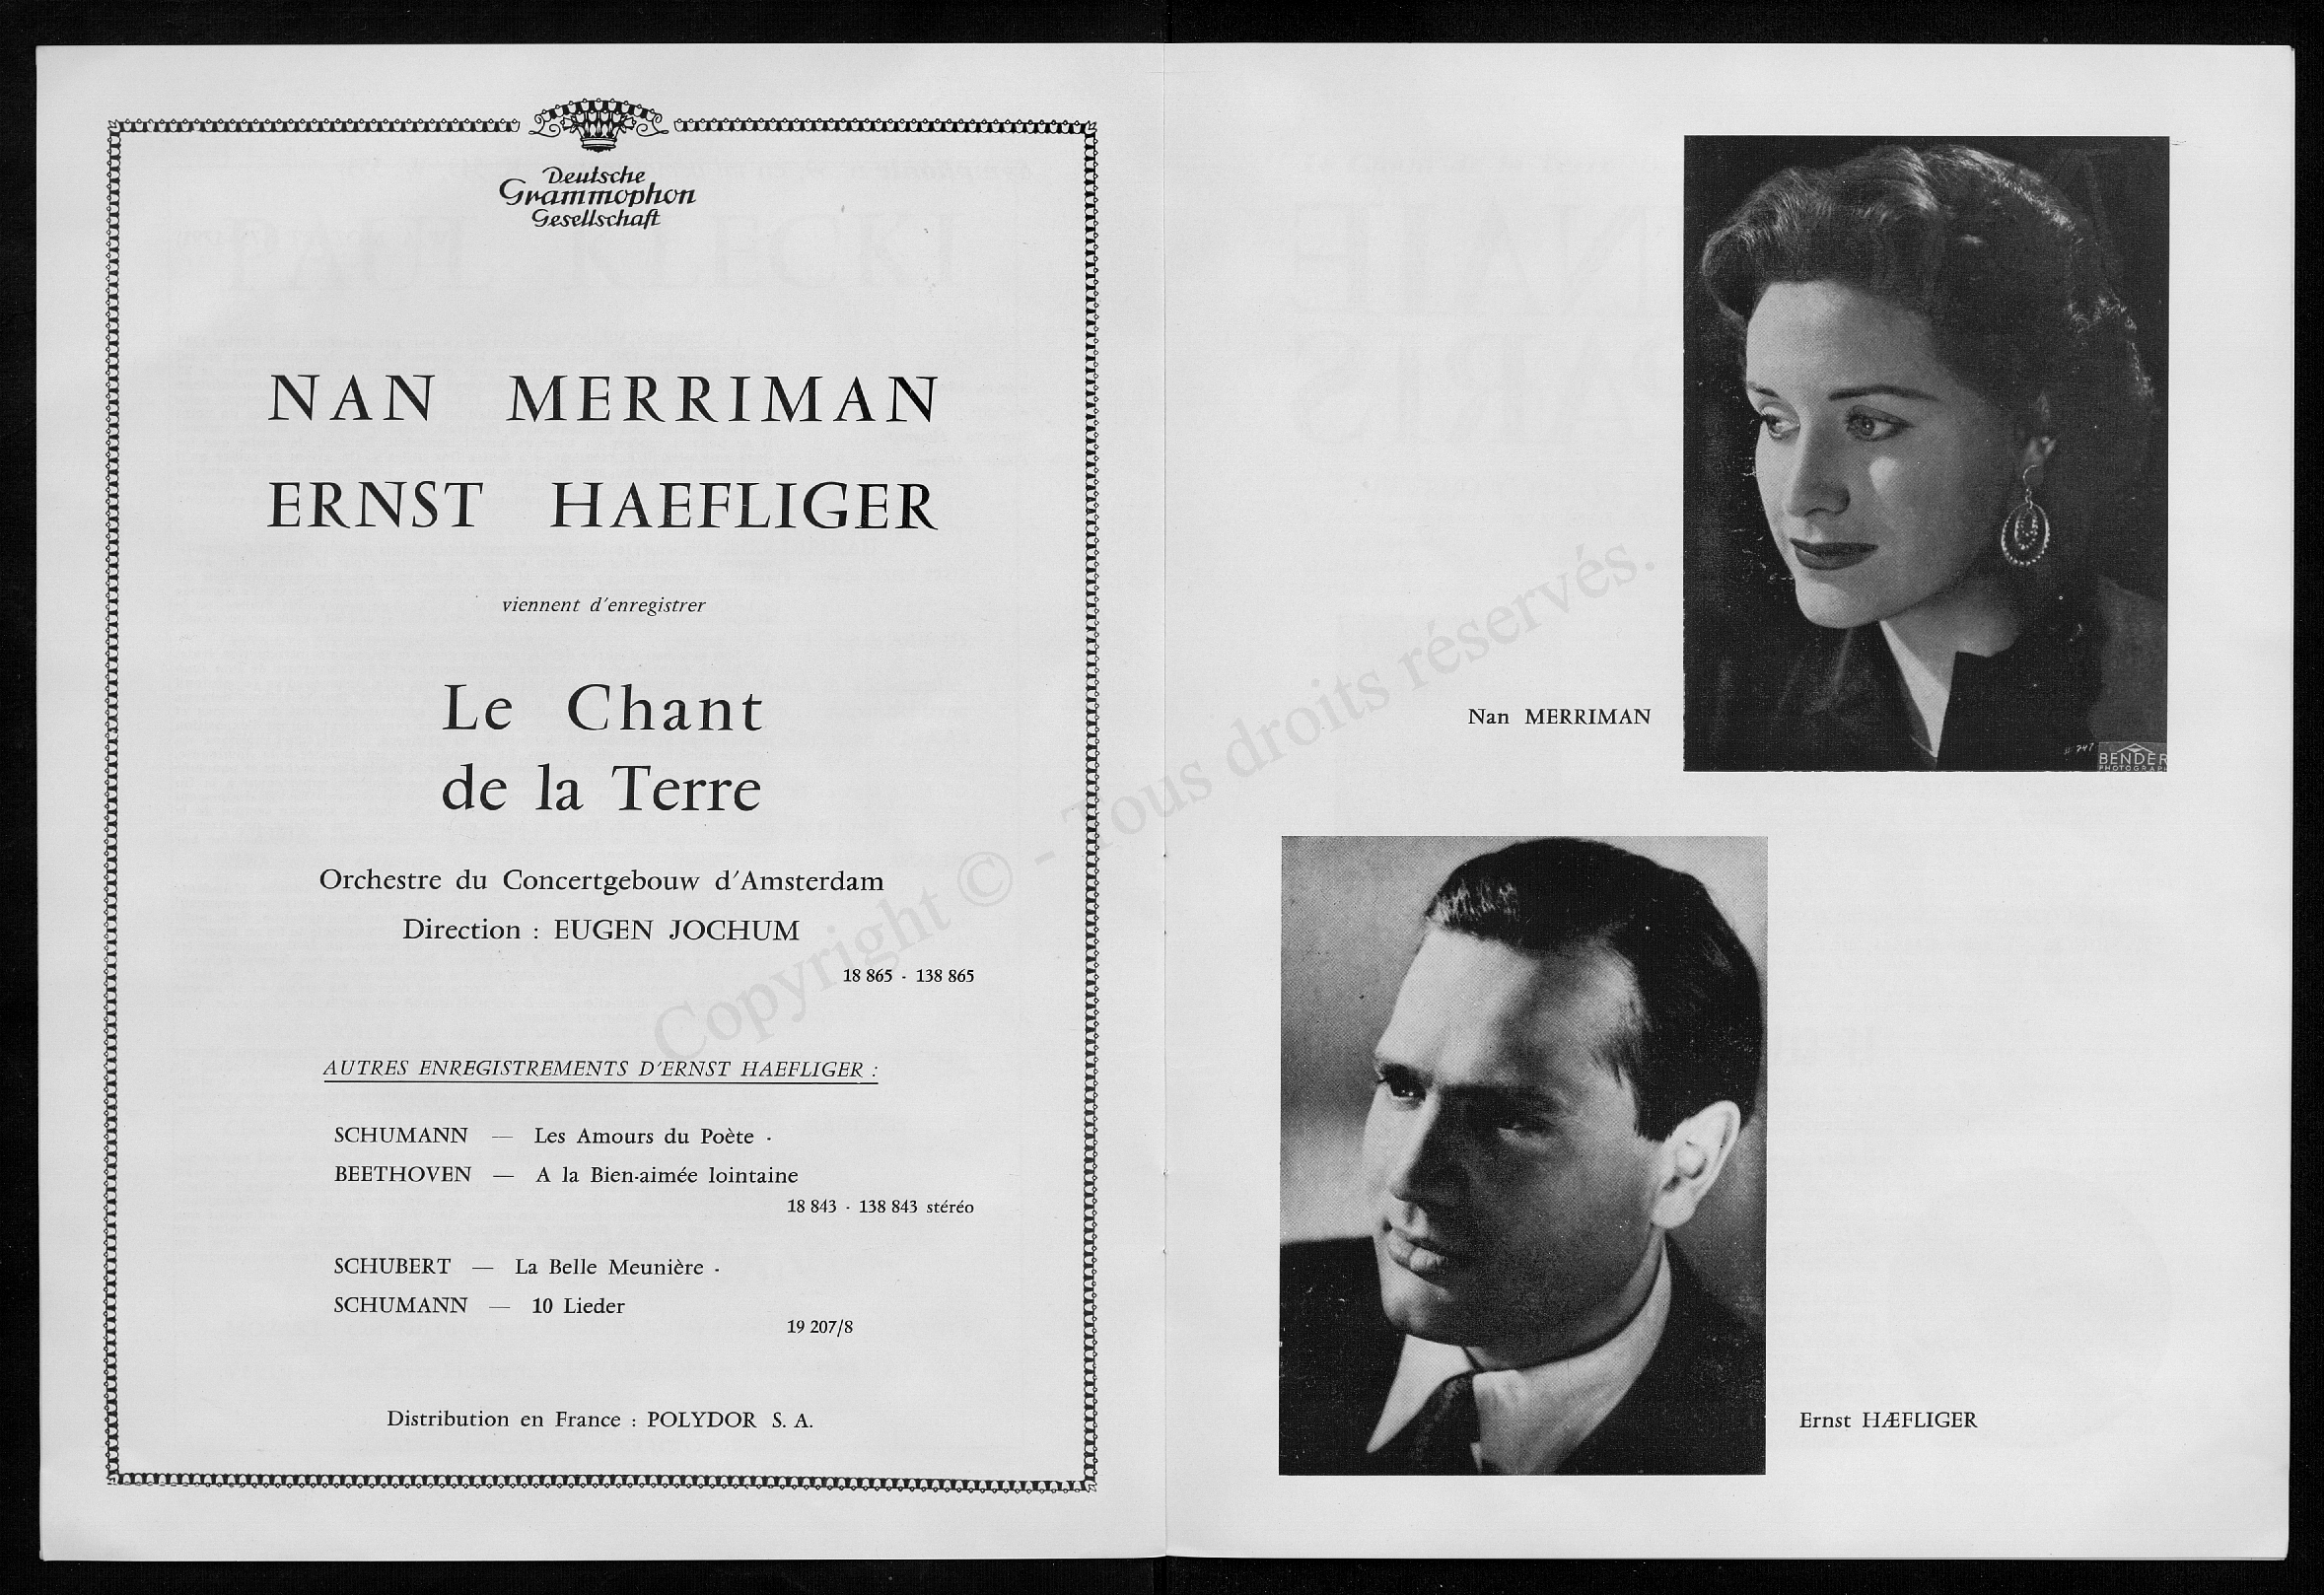 Deutsche
Grammophon
Gesellschaft
NAN MERRIMAN
ERNST HAEFLIGER
viennent d'enregistrer
Le Chant
de la Terre
Orchestre du Concertgebouw d'Amsterdam
Direction : EUGEN JOCHUM
18 865 - 138 865
AUTRES ENREGISTREMENTS D'ERNST HAEFLIGER :
SCHUMANN — Les Amours du Poète -
BEETHOVEN — A la Bien-aimée lointaine
18 843 - 138 843 stéréo
SCHUBERT — La Belle Meunière -
SCHUMANN — 10 Lieder
19 207/8
Distribution en France : POLYDOR S. A.
Copyright © - Tous droits réservés.
Nan MERRIMAN
BENDER
PHOTOGRAPH
Ernst HÆFLIGER